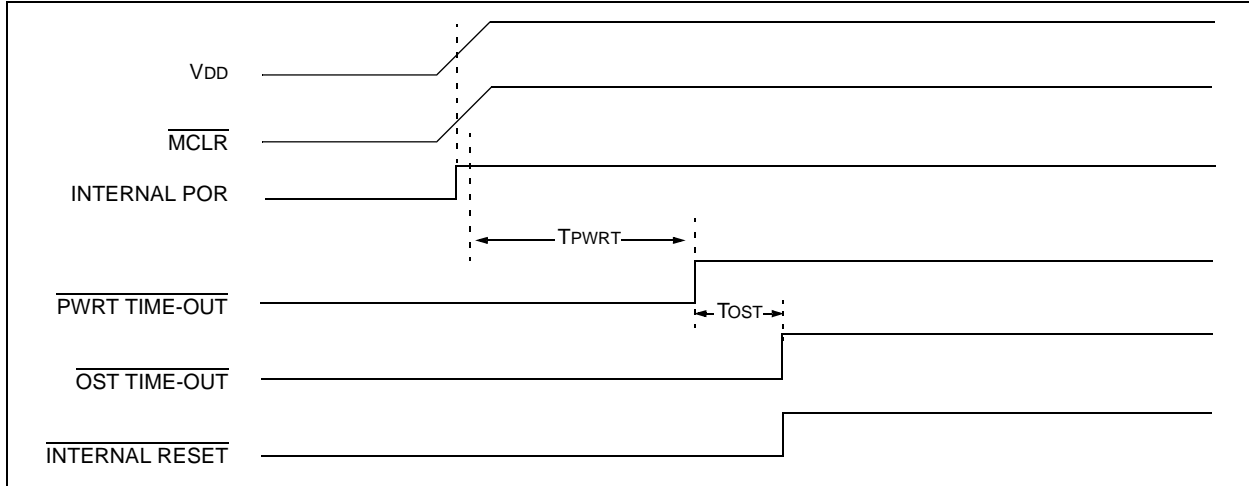 VDD
MCLR
INTERNAL POR
TPWRT
PWRT TIME-OUT
TOST
OST TIME-OUT
INTERNAL RESET